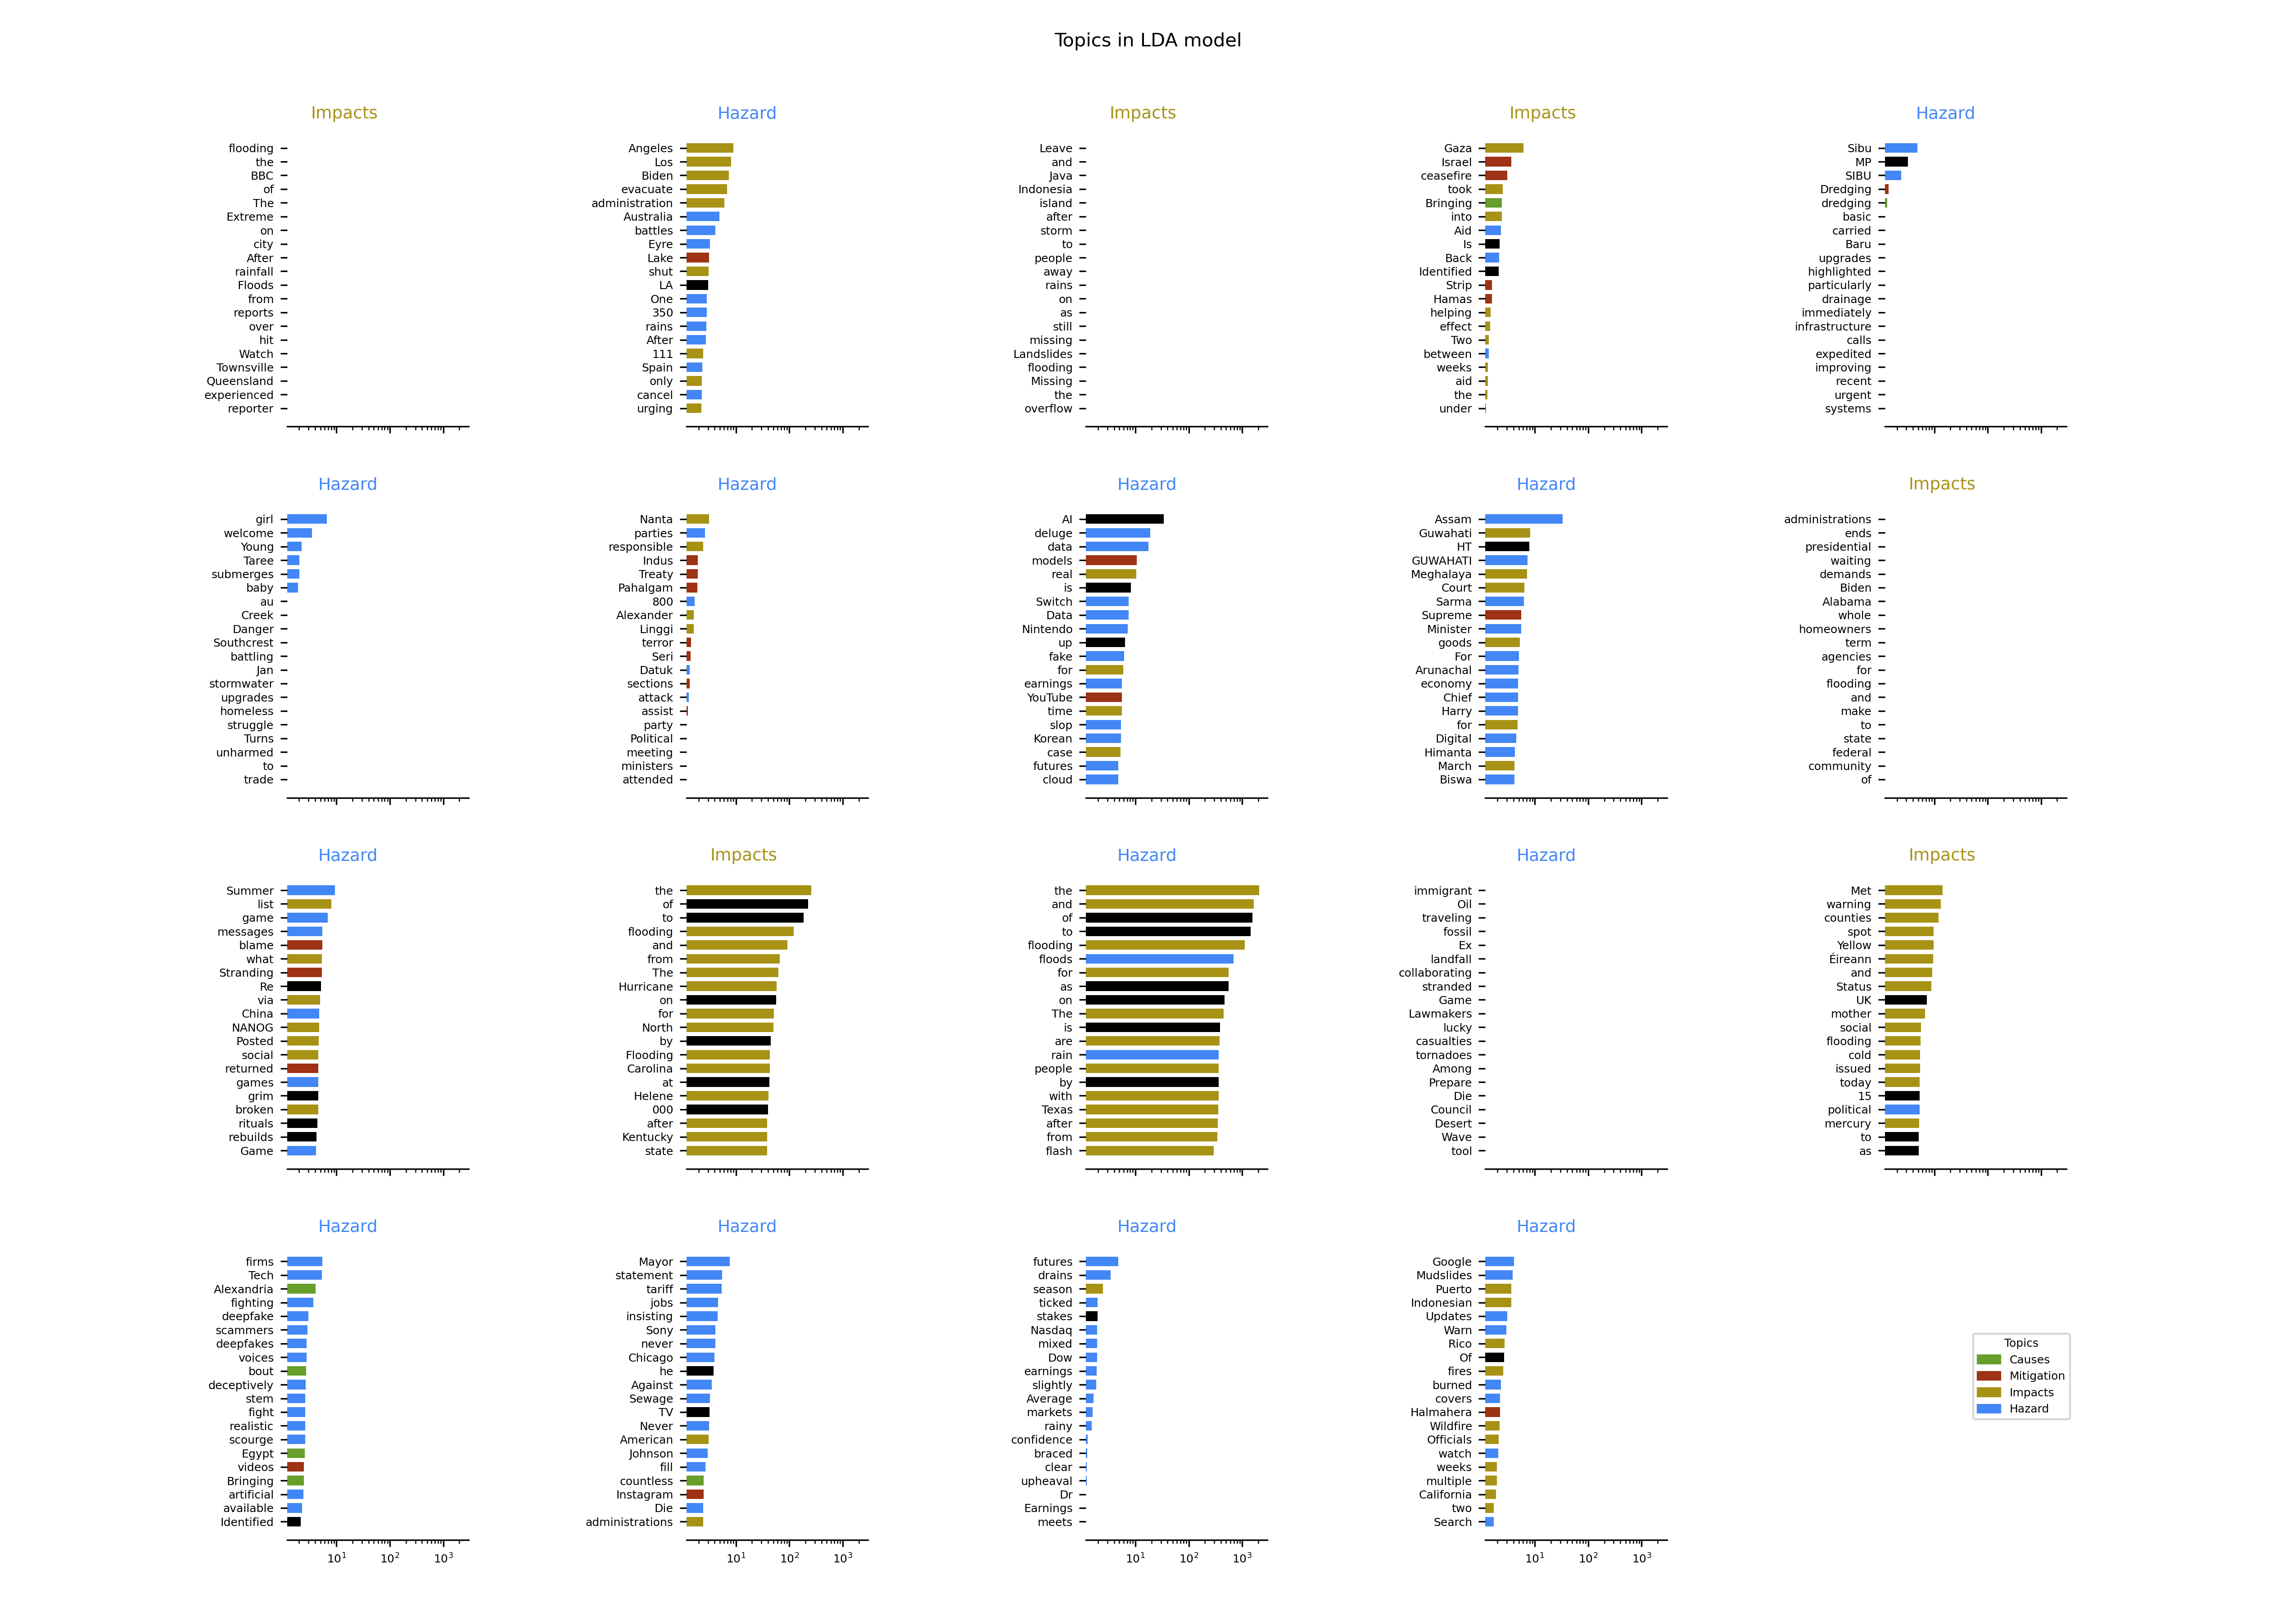 Topics in LDA model
Impacts
flooding
the
BBC
of
The
Extreme
on
city
After
rainfall
Floods
from
reports
over
hit
Watch
Townsville
Queensland
experienced
reporter
Hazard
Angeles
Los
Biden
evacuate
administration
Australia
battles
Eyre
Lake
shut
LA
One
350
rains
After
111
Spain
only
cancel
urging
Impacts
Leave
and
Java
Indonesia
island
after
storm
to
people
away
rains
on
as
still
missing
Landslides
flooding
Missing
the
overflow
Impacts
Gaza
Israel
ceasefire
took
Bringing
into
Aid
Is
Back
Identified
Strip
Hamas
helping
effect
Two
between
weeks
aid
the
under
Hazard
Sibu
MP
SIBU
Dredging
dredging
basic
carried
Baru
upgrades
highlighted
particularly
drainage
immediately
infrastructure
calls
expedited
improving
recent
urgent
systems
Hazard
girl
welcome
Young
Taree
submerges
baby
au
Creek
Danger
Southcrest
battling
Jan
stormwater
upgrades
homeless
struggle
Turns
unharmed
to
trade
Hazard
Nanta
parties
responsible
Indus
Treaty
Pahalgam
800
Alexander
Linggi
terror
Seri
Datuk
sections
attack
assist
party
Political
meeting
ministers
attended
Hazard
AI
deluge
data
models
real
is
Switch
Data
Nintendo
up
fake
for
earnings
YouTube
time
slop
Korean
case
futures
cloud
Hazard
Assam
Guwahati
HT
GUWAHATI
Meghalaya
Court
Sarma
Supreme
Minister
goods
For
Arunachal
economy
Chief
Harry
for
Digital
Himanta
March
Biswa
Impacts
administrations
ends
presidential
waiting
demands
Biden
Alabama
whole
homeowners
term
agencies
for
flooding
and
make
to
state
federal
community
of
Hazard
Summer
list
game
messages
blame
what
Stranding
Re
via
China
NANOG
Posted
social
returned
games
grim
broken
rituals
rebuilds
Game
Impacts
the
of
to
flooding
and
from
The
Hurricane
on
for
North
by
Flooding
Carolina
at
Helene
000
after
Kentucky
state
Hazard
the
and
of
to
flooding
floods
for
as
on
The
is
are
rain
people
by
with
Texas
after
from
flash
Hazard
immigrant
Oil
traveling
fossil
Ex
landfall
collaborating
stranded
Game
Lawmakers
lucky
casualties
tornadoes
Among
Prepare
Die
Council
Desert
Wave
tool
Impacts
Met
warning
counties
spot
Yellow
Éireann
and
Status
UK
mother
social
flooding
cold
issued
today
15
political
mercury
to
as
Hazard
firms
Tech
Alexandria
fighting
deepfake
scammers
deepfakes
voices
bout
deceptively
stem
fight
realistic
scourge
Egypt
videos
Bringing
artificial
available
Identified
10¹ 10² 10³
Hazard
Mayor
statement
tariff
jobs
insisting
Sony
never
Chicago
he
Against
Sewage
TV
Never
American
Johnson
fill
countless
Instagram
Die
administrations
10¹ 10² 10³
Hazard
futures
drains
season
ticked
stakes
Nasdaq
mixed
Dow
earnings
slightly
Average
markets
rainy
confidence
braced
clear
upheaval
Dr
Earnings
meets
10¹ 10² 10³
Hazard
Google
Mudslides
Puerto
Indonesian
Updates
Warn
Rico
Of
fires
burned
covers
Halmahera
Wildfire
Officials
watch
weeks
multiple
California
two
Search
10¹ 10² 10³
Topics
Causes
Mitigation
Impacts
Hazard